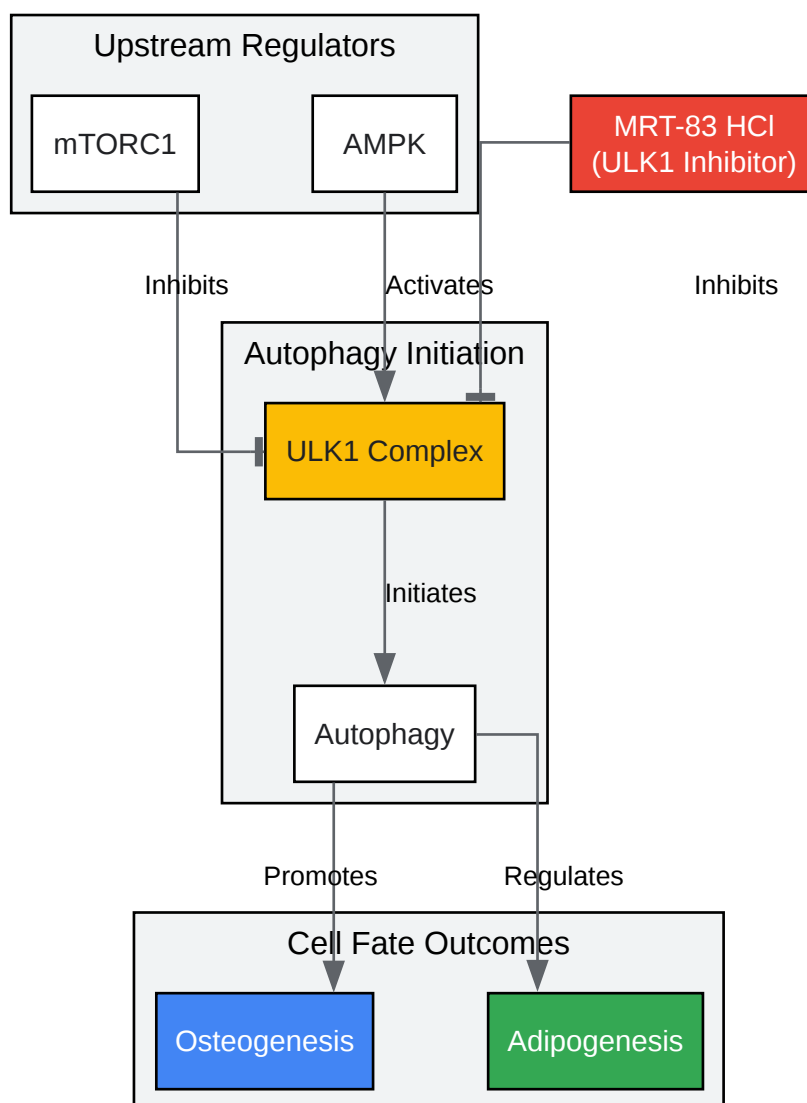 Upstream Regulators
mTORC1
AMPK
MRT-83 HCl
(ULK1 Inhibitor)
Inhibits
Activates
Inhibits
Autophagy Initiation
ULK1 Complex
Initiates
Autophagy
Promotes
Regulates
Cell Fate Outcomes
Osteogenesis
Adipogenesis